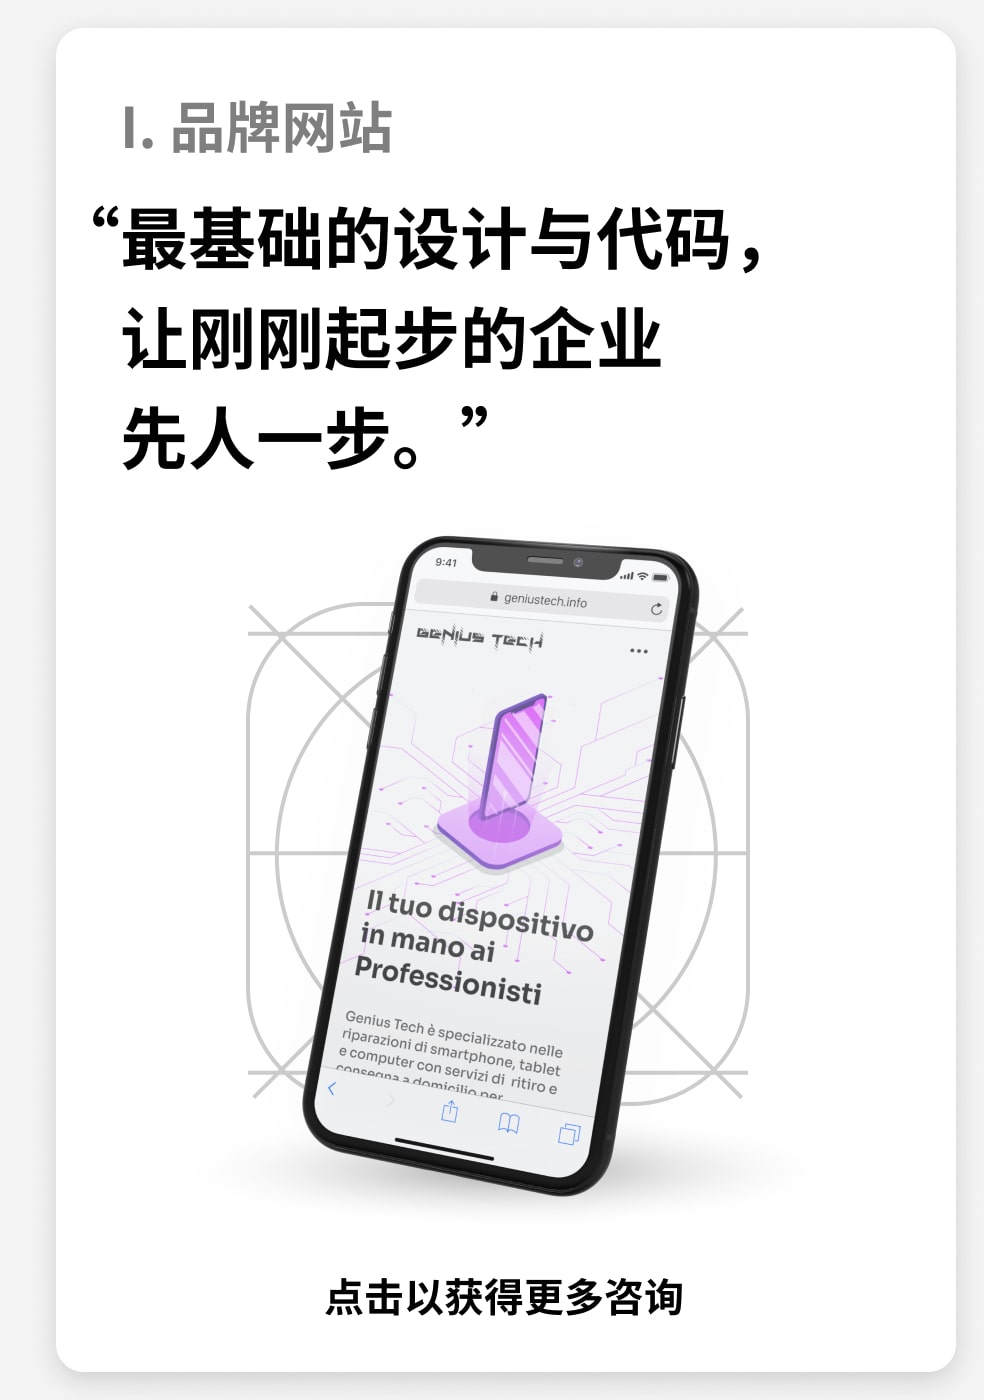 I. 品牌网站
“最基础的设计与代码，
让刚刚起步的企业
先人一步。”
9:41
geniustech.info
GENIUS TECH
Il tuo dispositivo
in mano ai
Professionisti
Genius Tech è specializzato nelle
riparazioni di smartphone, tablet
e computer con servizi di ritiro e
consegna a domicilio per
点击以获得更多咨询